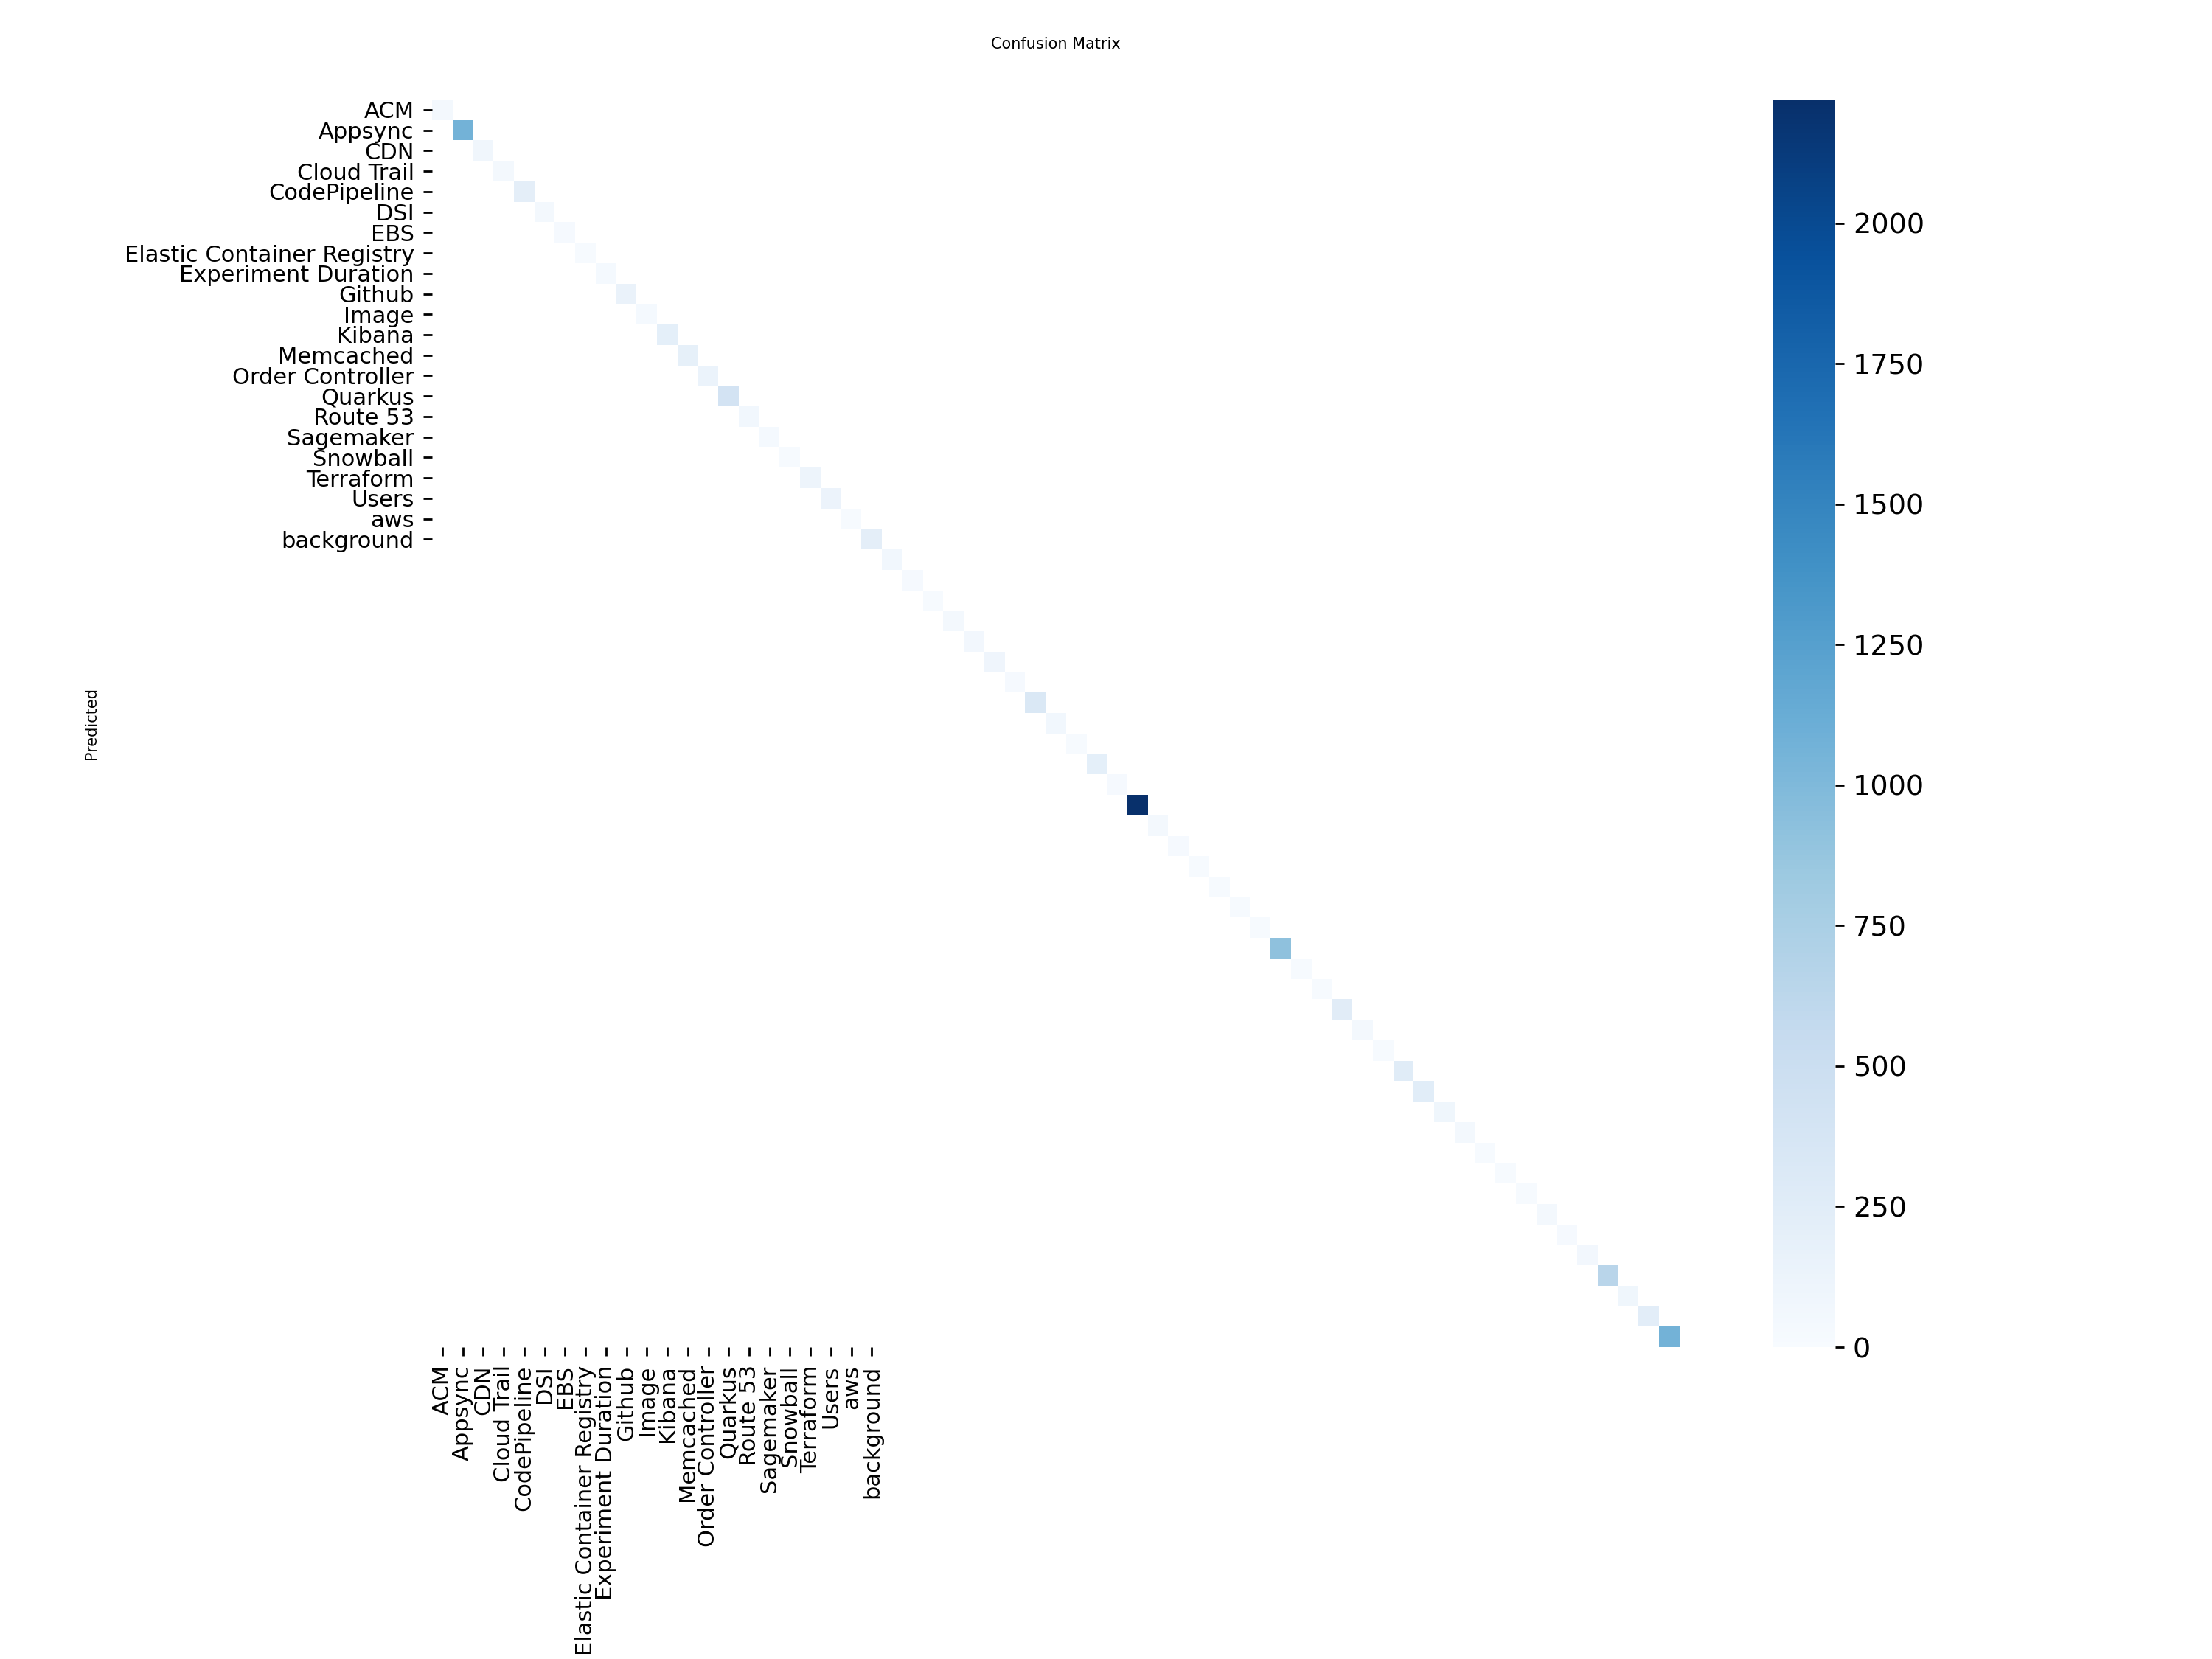 Confusion Matrix
ACM
Appsync
CDN
Cloud Trail
CodePipeline
DSI
EBS
Elastic Container Registry
Experiment Duration
Github
Image
Kibana
Memcached
Order Controller
Quarkus
Route 53
Sagemaker
Snowball
Terraform
Users
aws
background
Predicted
2000
1750
1500
1250
1000
750
500
250
0
ACM
Appsync
CDN
Cloud Trail
CodePipeline
DSI
EBS
Elastic Container Registry
Experiment Duration
Github
Image
Kibana
Memcached
Order Controller
Quarkus
Route 53
Sagemaker
Snowball
Terraform
Users
aws
background